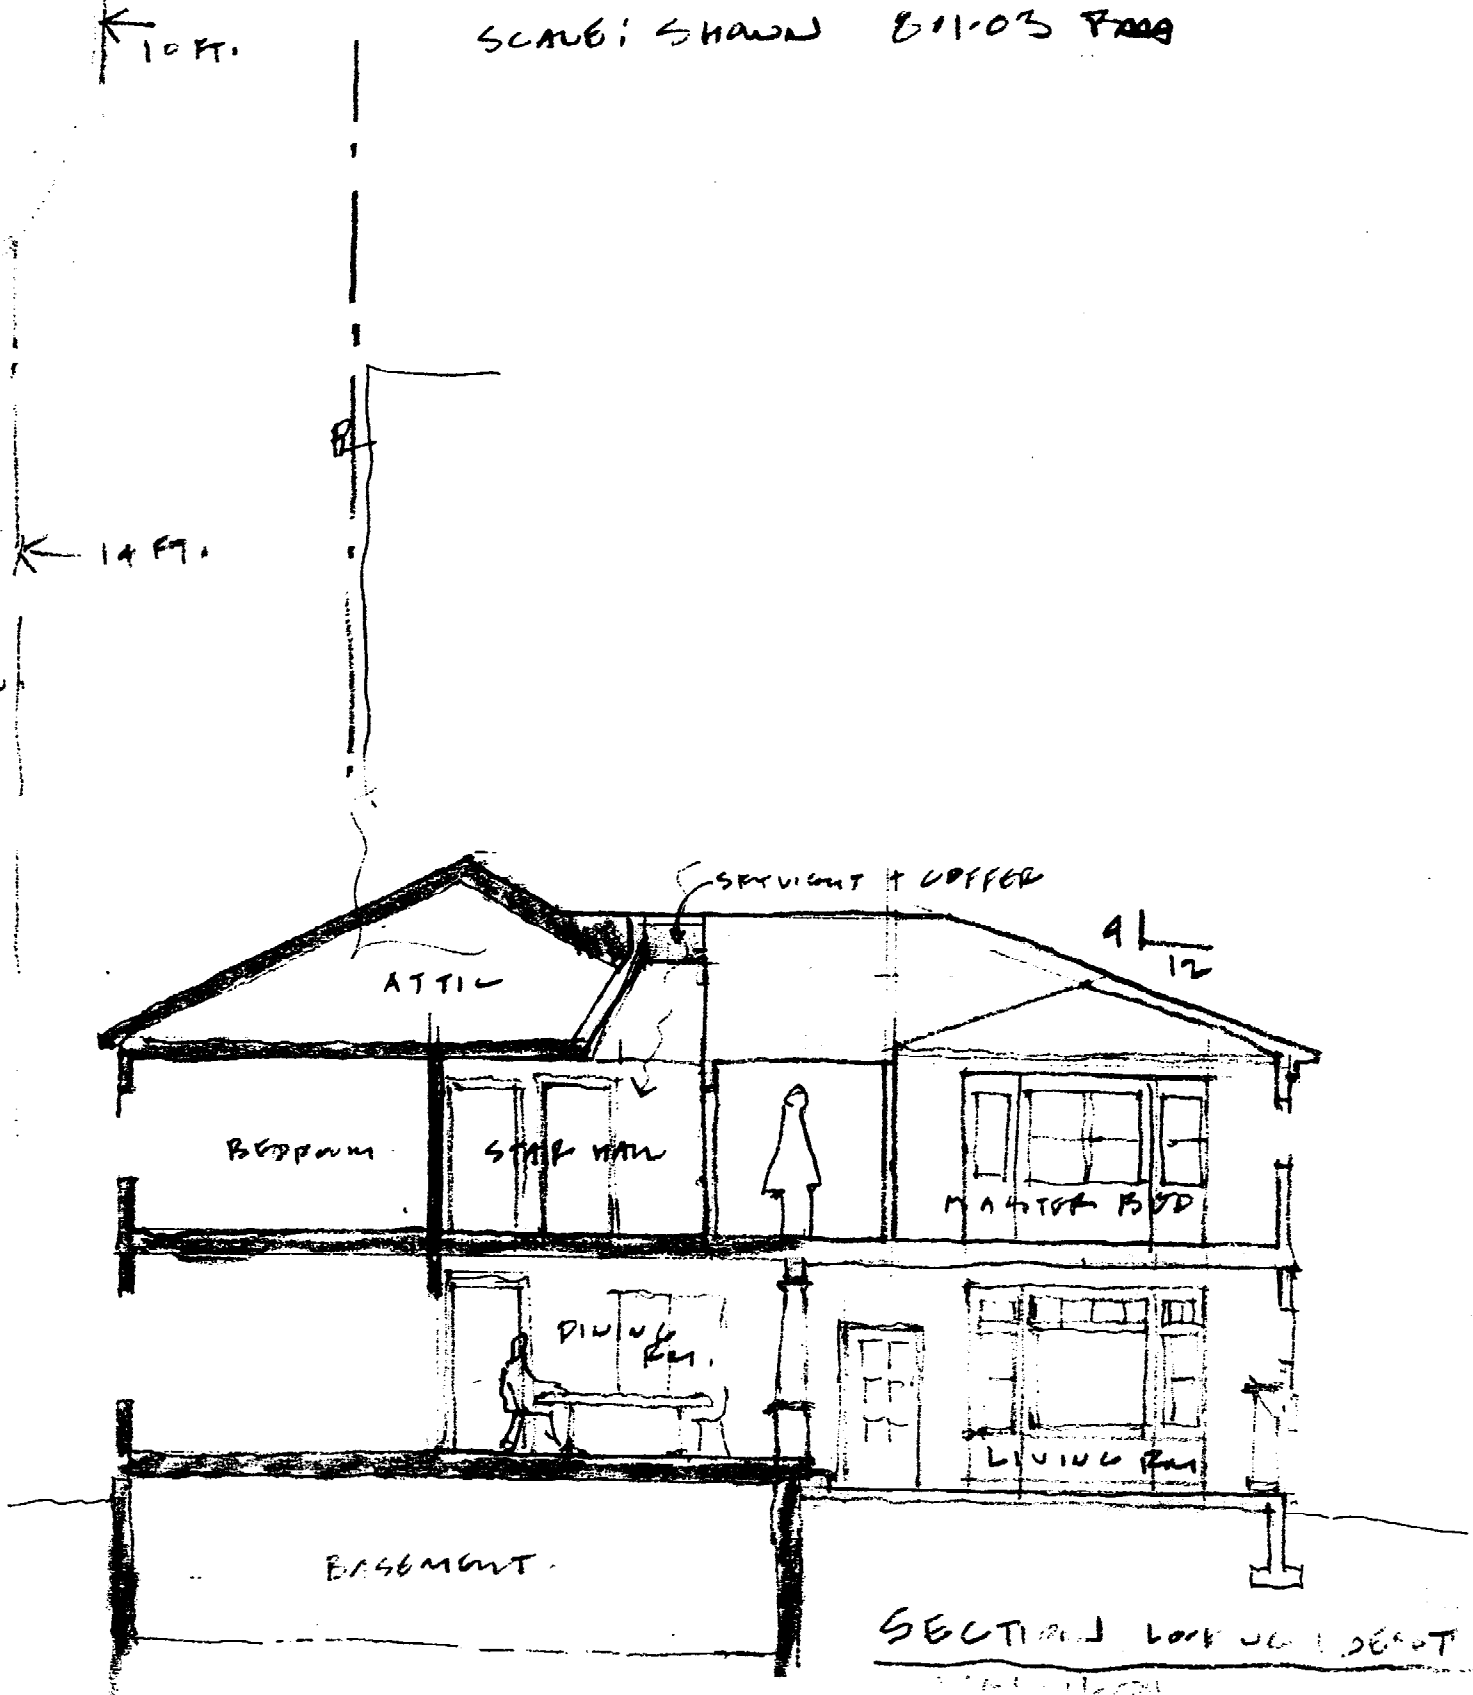 10 FT.
SCALE: SHOWN 8.1.03
14 FT.
SKYLIGHT + COFFER
4
12
ATTIC
BEDROOM
STAIR HALL
MASTER BED
DINING
RM.
LIVING RM
BASEMENT.
SECTION LOOKING